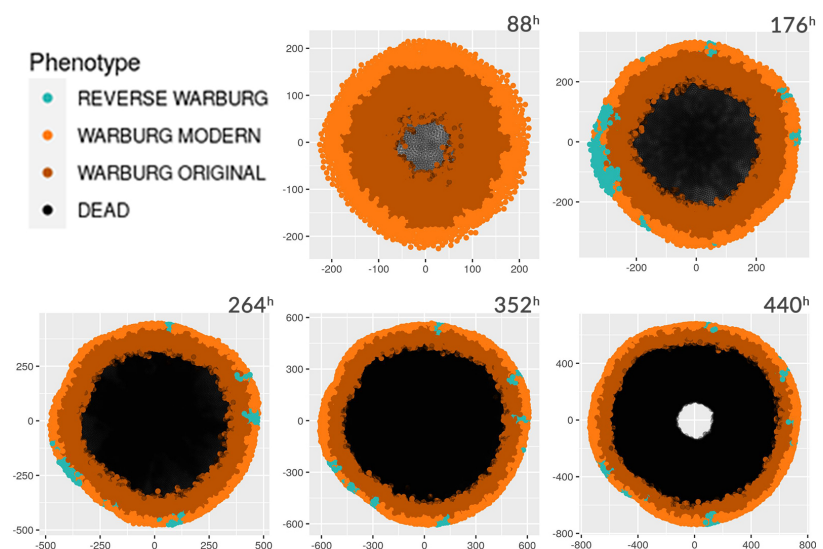 Phenotype
REVERSE WARBURG
WARBURG MODERN
WARBURG ORIGINAL
DEAD
88h
200
100
0
-100
-200
-200 -100 0 100 200
176h
200
0
-200
-200 0 200
264h
250
0
-250
-500
-500 -250 0 250 500
352h
600
300
0
-300
-600
-600 -300 0 300 600
440h
400
0
-400
-800
-800 -400 0 400 800